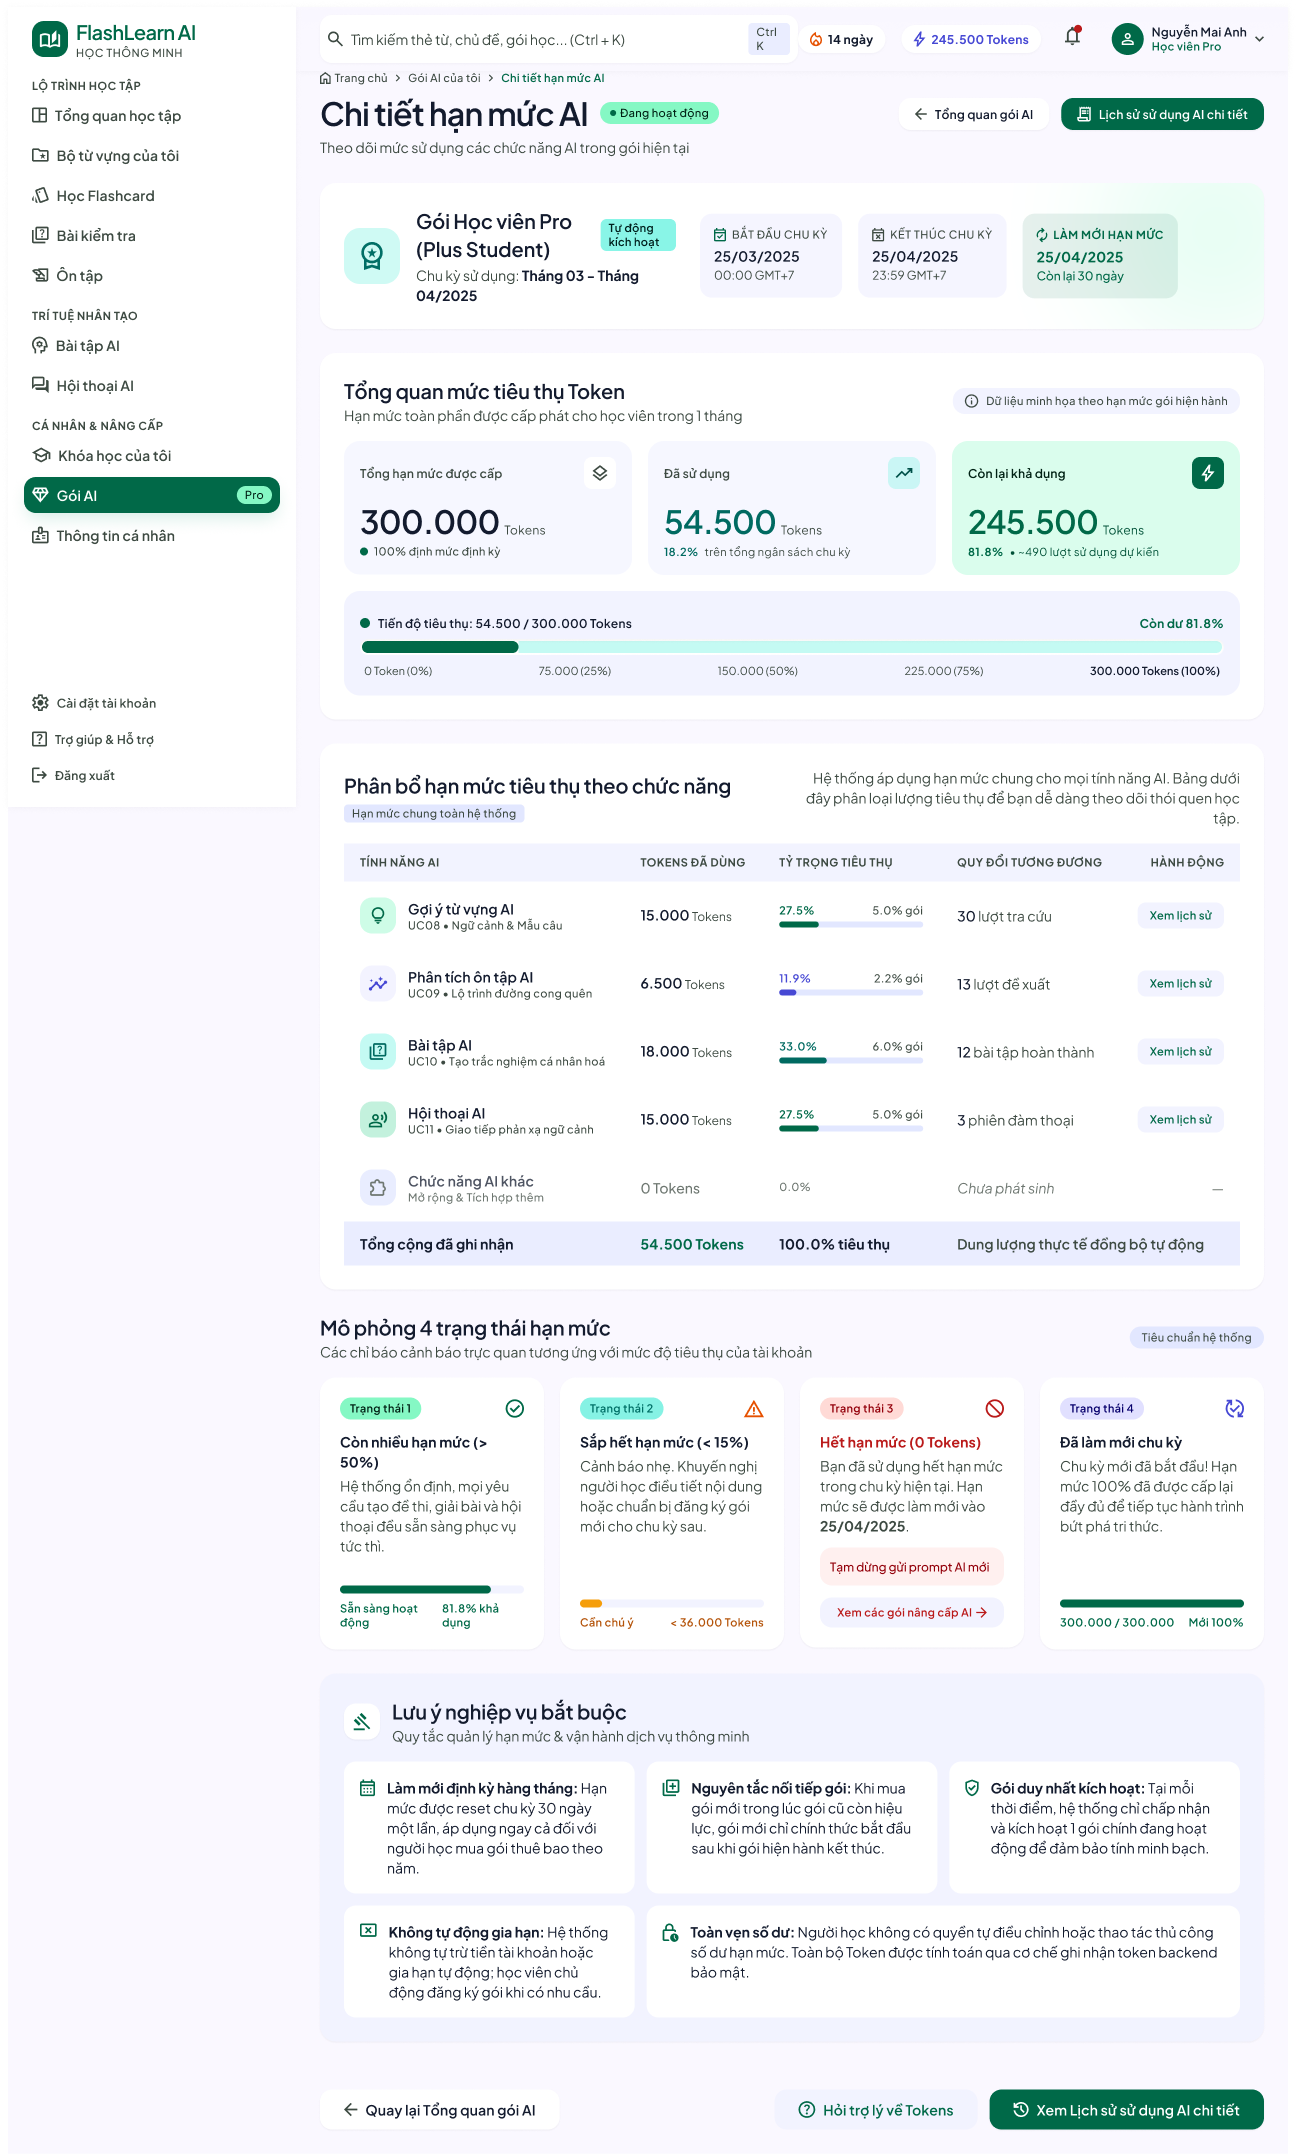 FlashLearn AI
HỌC THÔNG MINH
LỘ TRÌNH HỌC TẬP
Tổng quan học tập
Bộ từ vựng của tôi
Học Flashcard
Bài kiểm tra
Ôn tập
TRÍ TUỆ NHÂN TẠO
Bài tập AI
Hội thoại AI
CÁ NHÂN & NÂNG CẤP
Khóa học của tôi
Gói AI Pro
Thông tin cá nhân
Cài đặt tài khoản
Trợ giúp & Hỗ trợ
Đăng xuất
Tìm kiếm thẻ từ, chủ đề, gói học... (Ctrl + K)
Ctrl
K
14 ngày
245.500 Tokens
Nguyễn Mai Anh
Học viên Pro
Trang chủ > Gói AI của tôi > Chi tiết hạn mức AI
Chi tiết hạn mức AI
• Đang hoạt động
← Tổng quan gói AI
Lịch sử sử dụng AI chi tiết
Theo dõi mức sử dụng các chức năng AI trong gói hiện tại
Gói Học viên Pro
(Plus Student)
Tự động
kích hoạt
Chu kỳ sử dụng: Tháng 03 - Tháng
04/2025
BẮT ĐẦU CHU KỲ
25/03/2025
00:00 GMT+7
KẾT THÚC CHU KỲ
25/04/2025
23:59 GMT+7
LÀM MỚI HẠN MỨC
25/04/2025
Còn lại 30 ngày
Tổng quan mức tiêu thụ Token
Hạn mức toàn phần được cấp phát cho học viên trong 1 tháng
Dữ liệu minh họa theo hạn mức gói hiện hành
Tổng hạn mức được cấp
300.000 Tokens
100% định mức định kỳ
Đã sử dụng
54.500 Tokens
18.2% trên tổng ngân sách chu kỳ
Còn lại khả dụng
245.500 Tokens
81.8% • ~490 lượt sử dụng dự kiến
Tiến độ tiêu thụ: 54.500 / 300.000 Tokens
Còn dư 81.8%
0 Token (0%) 75.000 (25%) 150.000 (50%) 225.000 (75%) 300.000 Tokens (100%)
Phân bổ hạn mức tiêu thụ theo chức năng
Hạn mức chung toàn hệ thống
Hệ thống áp dụng hạn mức chung cho mọi tính năng AI. Bảng dưới
đây phân loại lượng tiêu thụ để bạn dễ dàng theo dõi thói quen học
tập.
TÍNH NĂNG AI TOKENS ĐÃ DÙNG TỶ TRỌNG TIÊU THỤ QUY ĐỔI TƯƠNG ĐƯƠNG HÀNH ĐỘNG
Gợi ý từ vựng AI
UC08 • Ngữ cảnh & Mẫu câu
15.000 Tokens
27.5% 5.0% gói
30 lượt tra cứu
Xem lịch sử
Phân tích ôn tập AI
UC09 • Lộ trình đường cong quên
6.500 Tokens
11.9% 2.2% gói
13 lượt đề xuất
Xem lịch sử
Bài tập AI
UC10 • Tạo trắc nghiệm cá nhân hoá
18.000 Tokens
33.0% 6.0% gói
12 bài tập hoàn thành
Xem lịch sử
Hội thoại AI
UC11 • Giao tiếp phản xạ ngữ cảnh
15.000 Tokens
27.5% 5.0% gói
3 phiên đàm thoại
Xem lịch sử
Chức năng AI khác
Mở rộng & Tích hợp thêm
0 Tokens
0.0%
Chưa phát sinh
—
Tổng cộng đã ghi nhận 54.500 Tokens 100.0% tiêu thụ Dung lượng thực tế đồng bộ tự động
Mô phỏng 4 trạng thái hạn mức
Các chỉ báo cảnh báo trực quan tương ứng với mức độ tiêu thụ của tài khoản
Tiêu chuẩn hệ thống
Trạng thái 1
Còn nhiều hạn mức (>
50%)
Hệ thống ổn định, mọi yêu
cầu tạo đề thi, giải bài và hội
thoại đều sẵn sàng phục vụ
tức thì.
Sẵn sàng hoạt
động
81.8% khả
dụng
Trạng thái 2
Sắp hết hạn mức (< 15%)
Cảnh báo nhẹ. Khuyến nghị
người học điều tiết nội dung
hoặc chuẩn bị đăng ký gói
mới cho chu kỳ sau.
Cần chú ý < 36.000 Tokens
Trạng thái 3
Hết hạn mức (0 Tokens)
Bạn đã sử dụng hết hạn mức
trong chu kỳ hiện tại. Hạn
mức sẽ được làm mới vào
25/04/2025.
Tạm dừng gửi prompt AI mới
Xem các gói nâng cấp AI →
Trạng thái 4
Đã làm mới chu kỳ
Chu kỳ mới đã bắt đầu! Hạn
mức 100% đã được cấp lại
đầy đủ để tiếp tục hành trình
bứt phá tri thức.
300.000 / 300.000 Mới 100%
Lưu ý nghiệp vụ bắt buộc
Quy tắc quản lý hạn mức & vận hành dịch vụ thông minh
Làm mới định kỳ hàng tháng: Hạn
mức được reset chu kỳ 30 ngày
một lần, áp dụng ngay cả đối với
người học mua gói thuê bao theo
năm.
Nguyên tắc nối tiếp gói: Khi mua
gói mới trong lúc gói cũ còn hiệu
lực, gói mới chỉ chính thức bắt đầu
sau khi gói hiện hành kết thúc.
Gói duy nhất kích hoạt: Tại mỗi
thời điểm, hệ thống chỉ chấp nhận
và kích hoạt 1 gói chính đang hoạt
động để đảm bảo tính minh bạch.
Không tự động gia hạn: Hệ thống
không tự trừ tiền tài khoản hoặc
gia hạn tự động; học viên chủ
động đăng ký gói khi có nhu cầu.
Toàn vẹn số dư: Người học không có quyền tự điều chỉnh hoặc thao tác thủ công
số dư hạn mức. Toàn bộ Token được tính toán qua cơ chế ghi nhận token backend
bảo mật.
← Quay lại Tổng quan gói AI
Hỏi trợ lý về Tokens
Xem Lịch sử sử dụng AI chi tiết